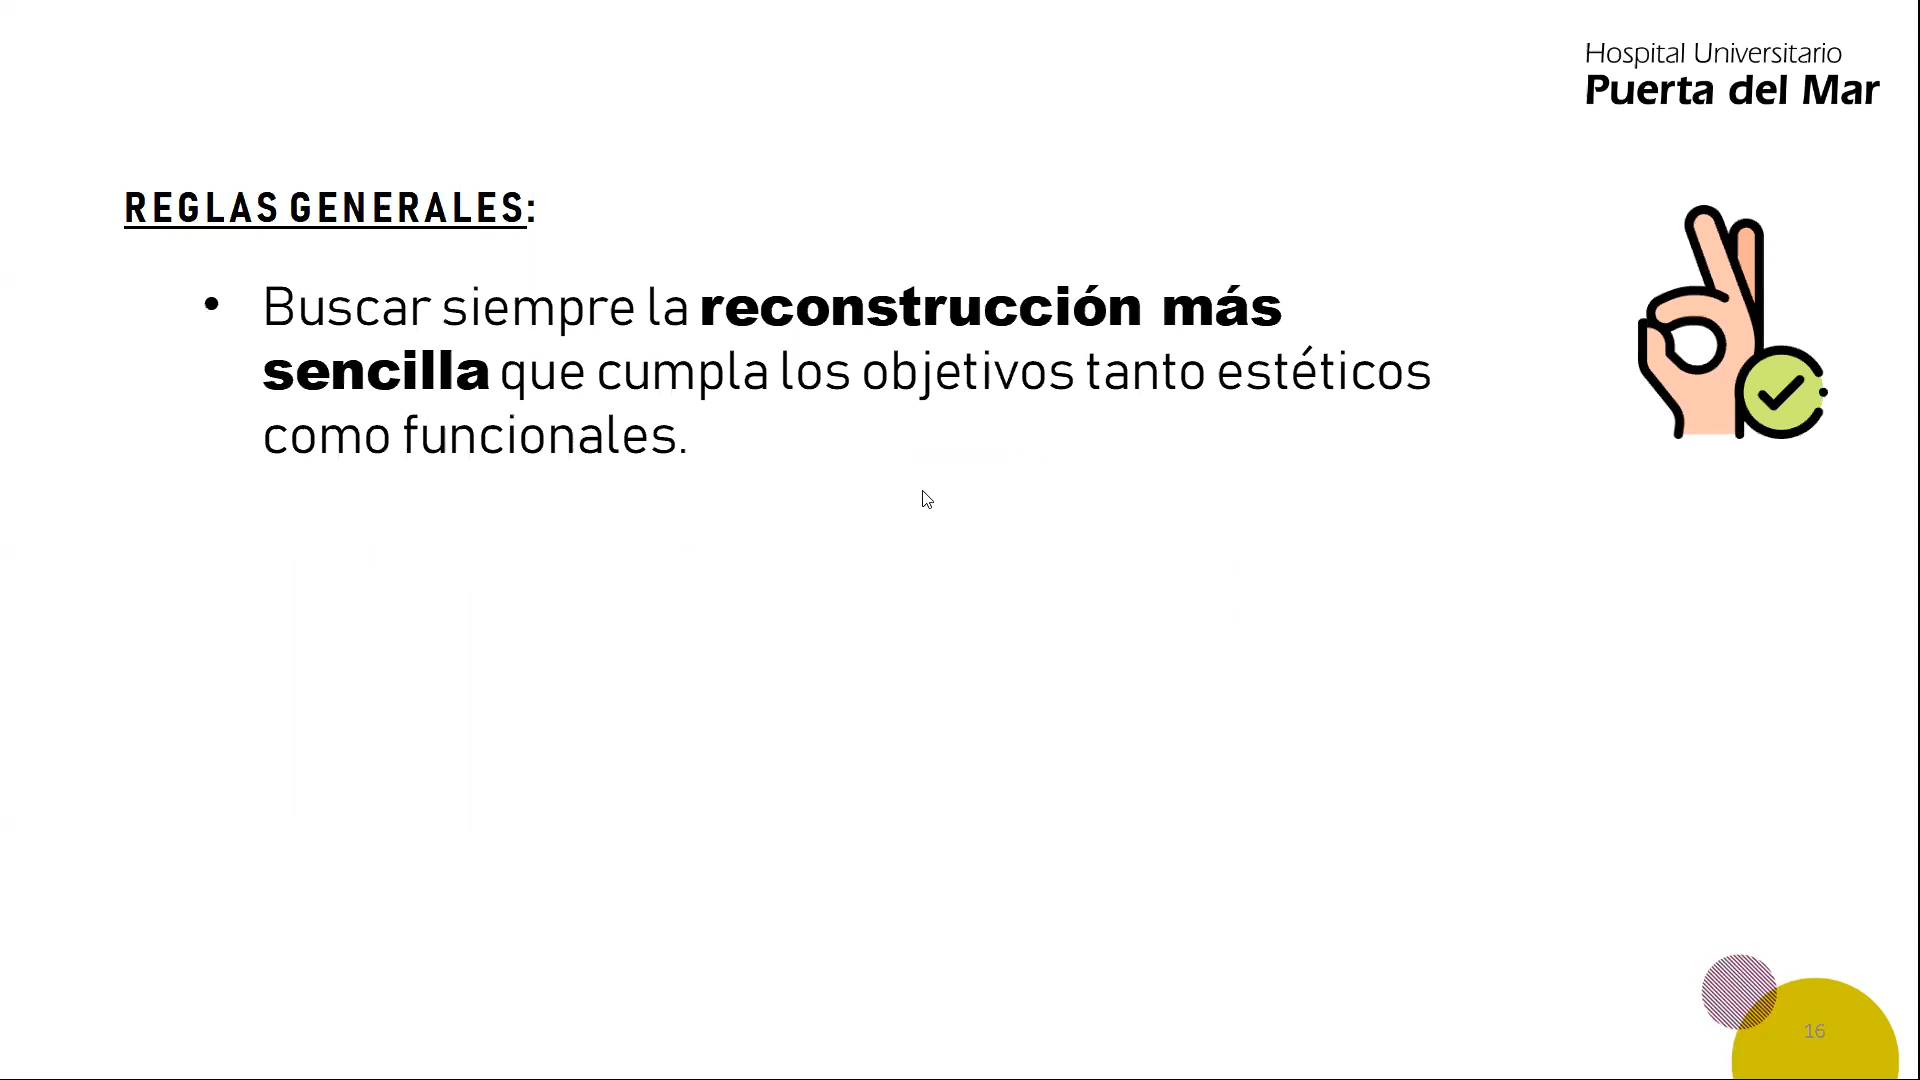 Hospital Universitario
Puerta del Mar
REGLAS GENERALES:
• Buscar siempre la reconstrucción más
sencilla que cumpla los objetivos tanto estéticos
como funcionales.
16